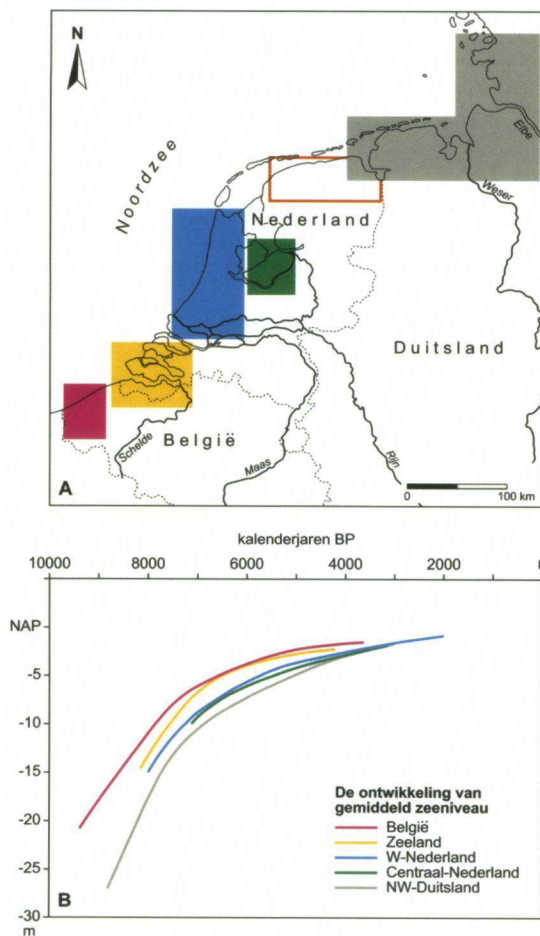 N
Noordzee
Elbe
Weser
Nederland
Duitsland
België
Schelde
Maas
Rijn
A
0 100 km
kalenderjaren BP
10000 8000 6000 4000 2000 0
NAP
-5
-10
-15
-20
-25
-30
m
De ontwikkeling van
gemiddeld zeeniveau
België
Zeeland
W-Nederland
Centraal-Nederland
NW-Duitsland
B